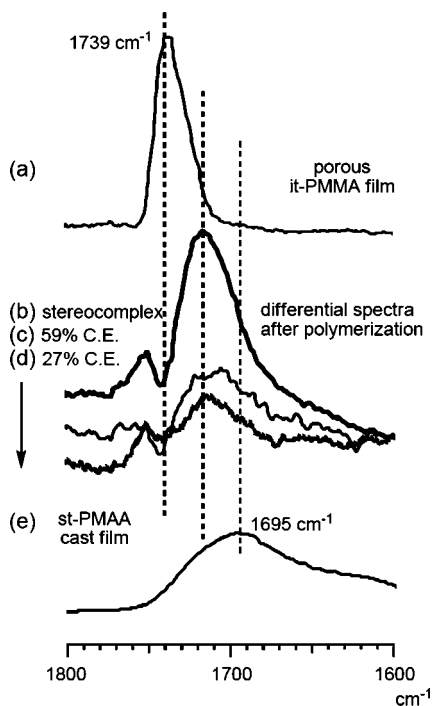 1739 cm-1
(a)
porous
it-PMMA film
(b) stereocomplex
(c) 59% C.E.
(d) 27% C.E.
differential spectra
after polymerization
(e) st-PMAA
cast film
1695 cm-1
1800 1700 1600
cm-1